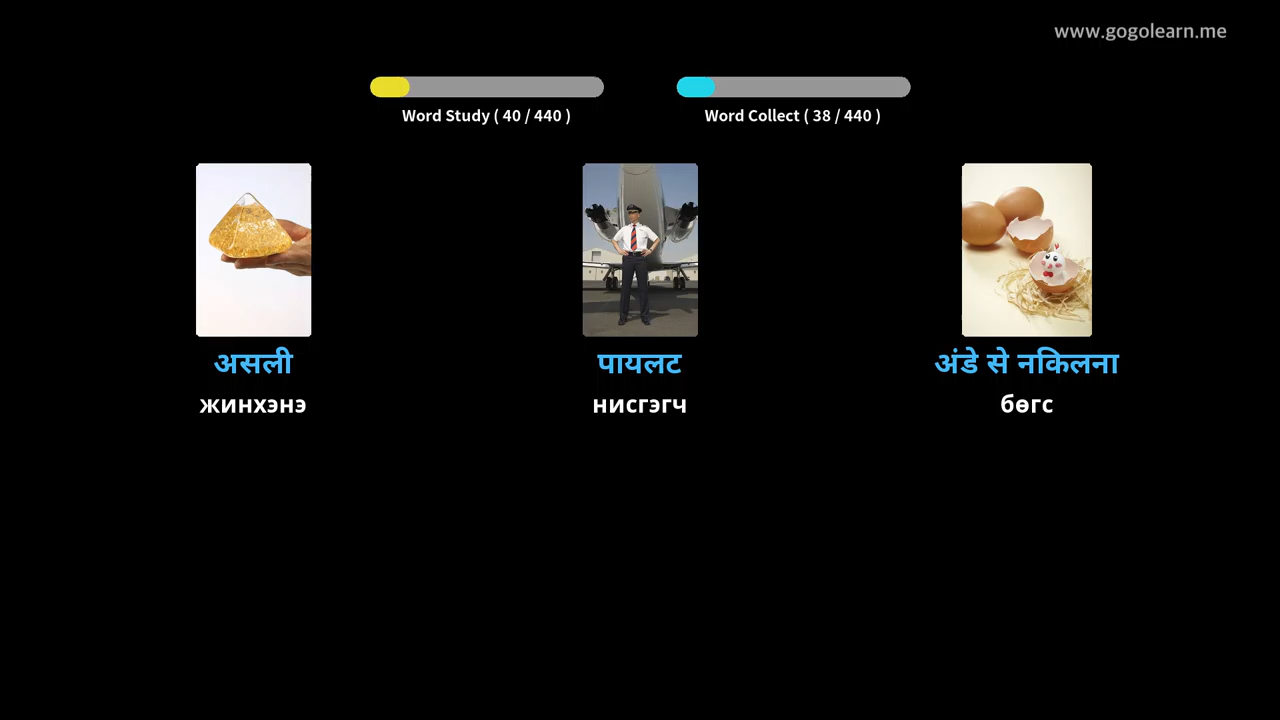 www.gogolearn.me
Word Study ( 40 / 440 )
Word Collect ( 38 / 440 )
असली
पायलट
अंडे से नकिलना
жинхэнэ
нисгэгч
бөгс